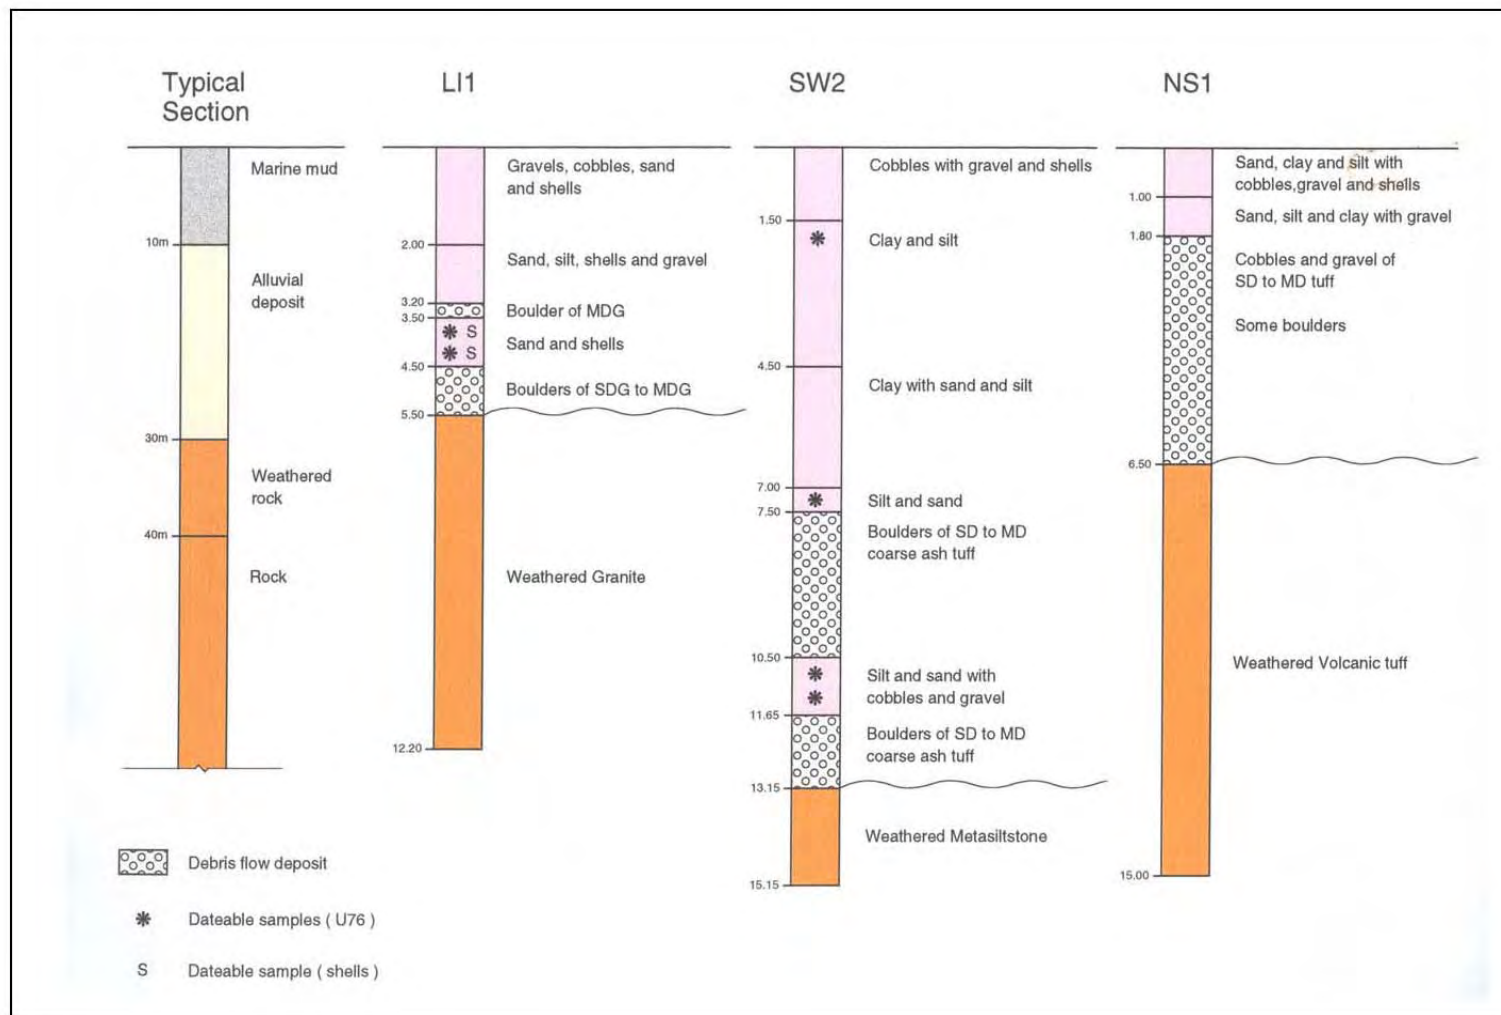 Typical
Section
Marine mud
10m
Alluvial
deposit
30m
Weathered
rock
40m
Rock
LI1
Gravels, cobbles, sand
and shells
2.00
Sand, silt, shells and gravel
3.20
Boulder of MDG
3.50
S
Sand and shells
S
4.50
Boulders of SDG to MDG
5.50
Weathered Granite
12.20
SW2
Cobbles with gravel and shells
1.50
Clay and silt
4.50
Clay with sand and silt
7.00
Silt and sand
7.50
Boulders of SD to MD
coarse ash tuff
10.50
Silt and sand with
cobbles and gravel
11.65
Boulders of SD to MD
coarse ash tuff
13.15
Weathered Metasiltstone
15.15
NS1
Sand, clay and silt with
cobbles,gravel and shells
1.00
Sand, silt and clay with gravel
1.80
Cobbles and gravel of
SD to MD tuff
Some boulders
6.50
Weathered Volcanic tuff
15.00
Debris flow deposit
Dateable samples ( U76 )
S Dateable sample ( shells )